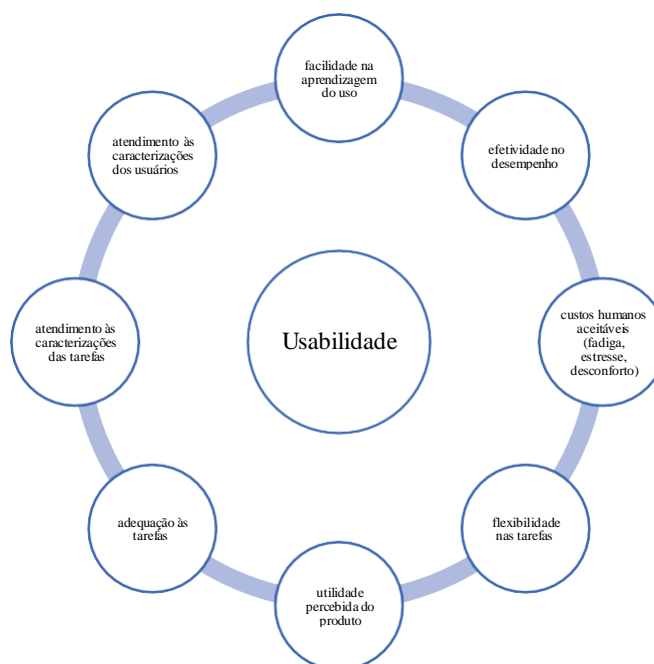 facilidade na
aprendizagem
do uso
efetividade no
desempenho
custos humanos
aceitáveis
(fadiga,
estresse,
desconforto)
flexibilidade
nas tarefas
utilidade
percebida do
produto
adequação às
tarefas
atendimento às
caracterizações
das tarefas
atendimento às
caracterizações
dos usuários
Usabilidade